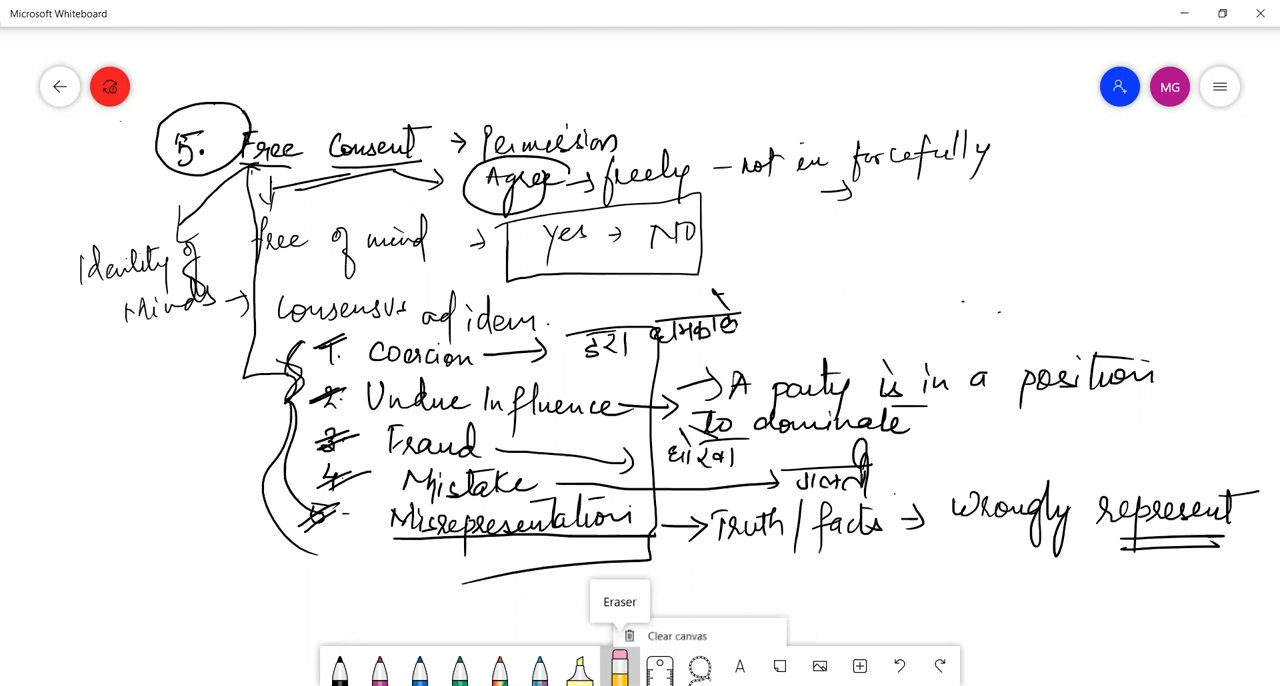 Microsoft Whiteboard
MG
5. Free Consent → Permission
Agree → freely - not in forcefully
free of mind → Yes → NO
Identity of Minds → Consensus ad idem.
1. Coercion →
2. Undue Influence → → A party is in a position
To dominate
3. Fraud → धोखा
4. Mistake →
5. Misrepresentation → Truth / facts → wrongly represent
Eraser
Clear canvas
A